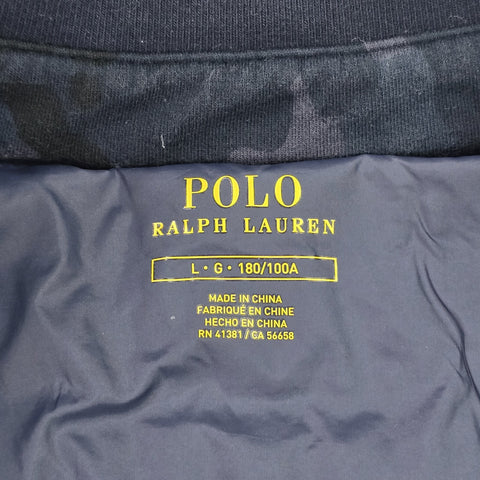 POLO
RALPH LAUREN
L • G • 180/100A
MADE IN CHINA
FABRIQUÉ EN CHINE
HECHO EN CHINA
RN 41381 / CA 56658